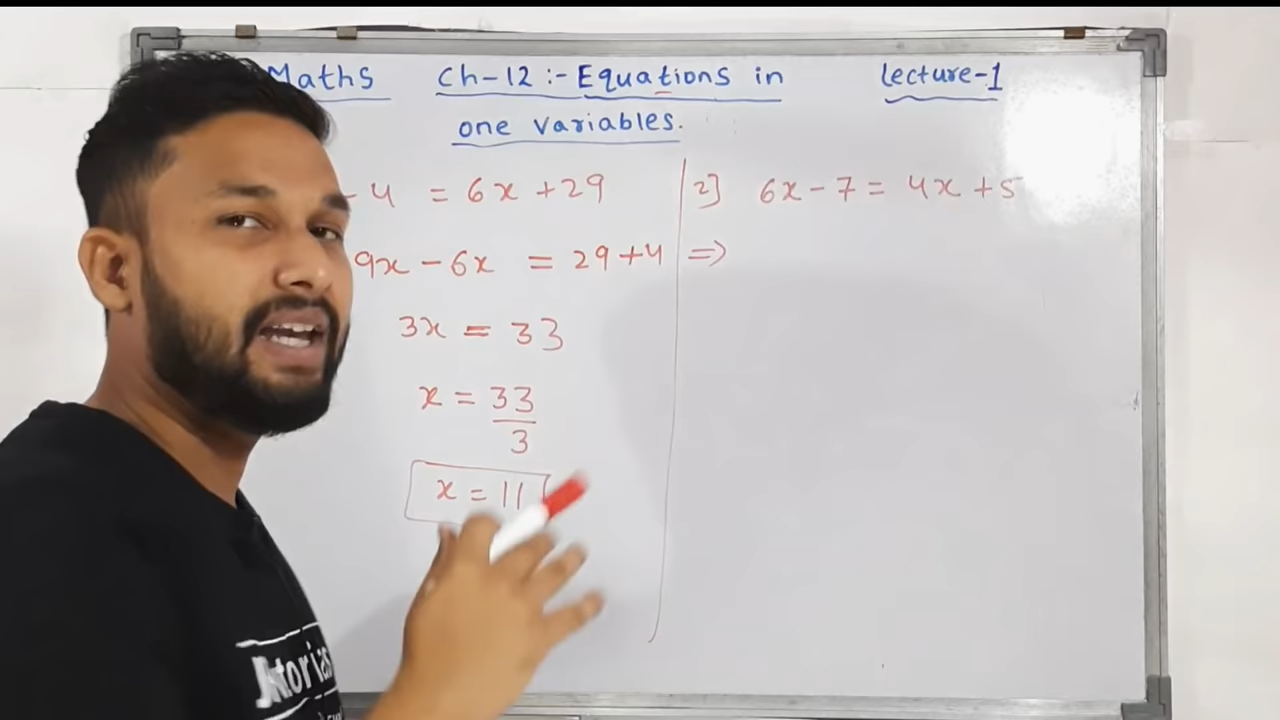 Maths Ch-12 :- Equations in lecture-1
one variables.
- 4 = 6x + 29
9x - 6x = 29 + 4
3x = 33
x = 33
3
x = 11
2] 6x - 7 = 4x + 5
=>